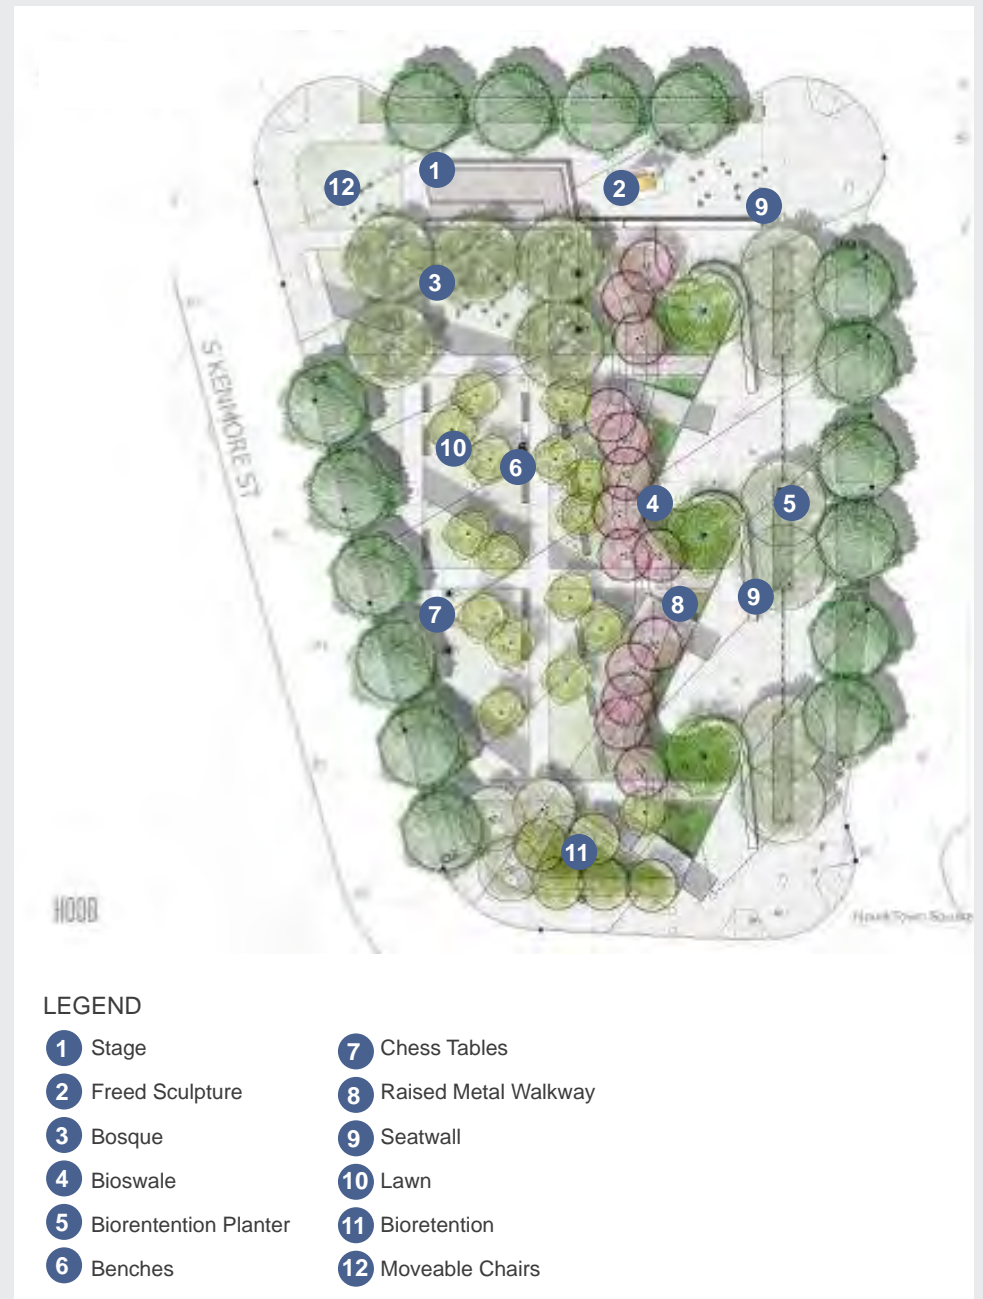 1
2
12
9
3
S KENMORE ST
10
6
4
5
7
8
9
11
HOOD
LEGEND
1 Stage
2 Freed Sculpture
3 Bosque
4 Bioswale
5 Biorentention Planter
6 Benches
7 Chess Tables
8 Raised Metal Walkway
9 Seatwall
10 Lawn
11 Bioretention
12 Moveable Chairs